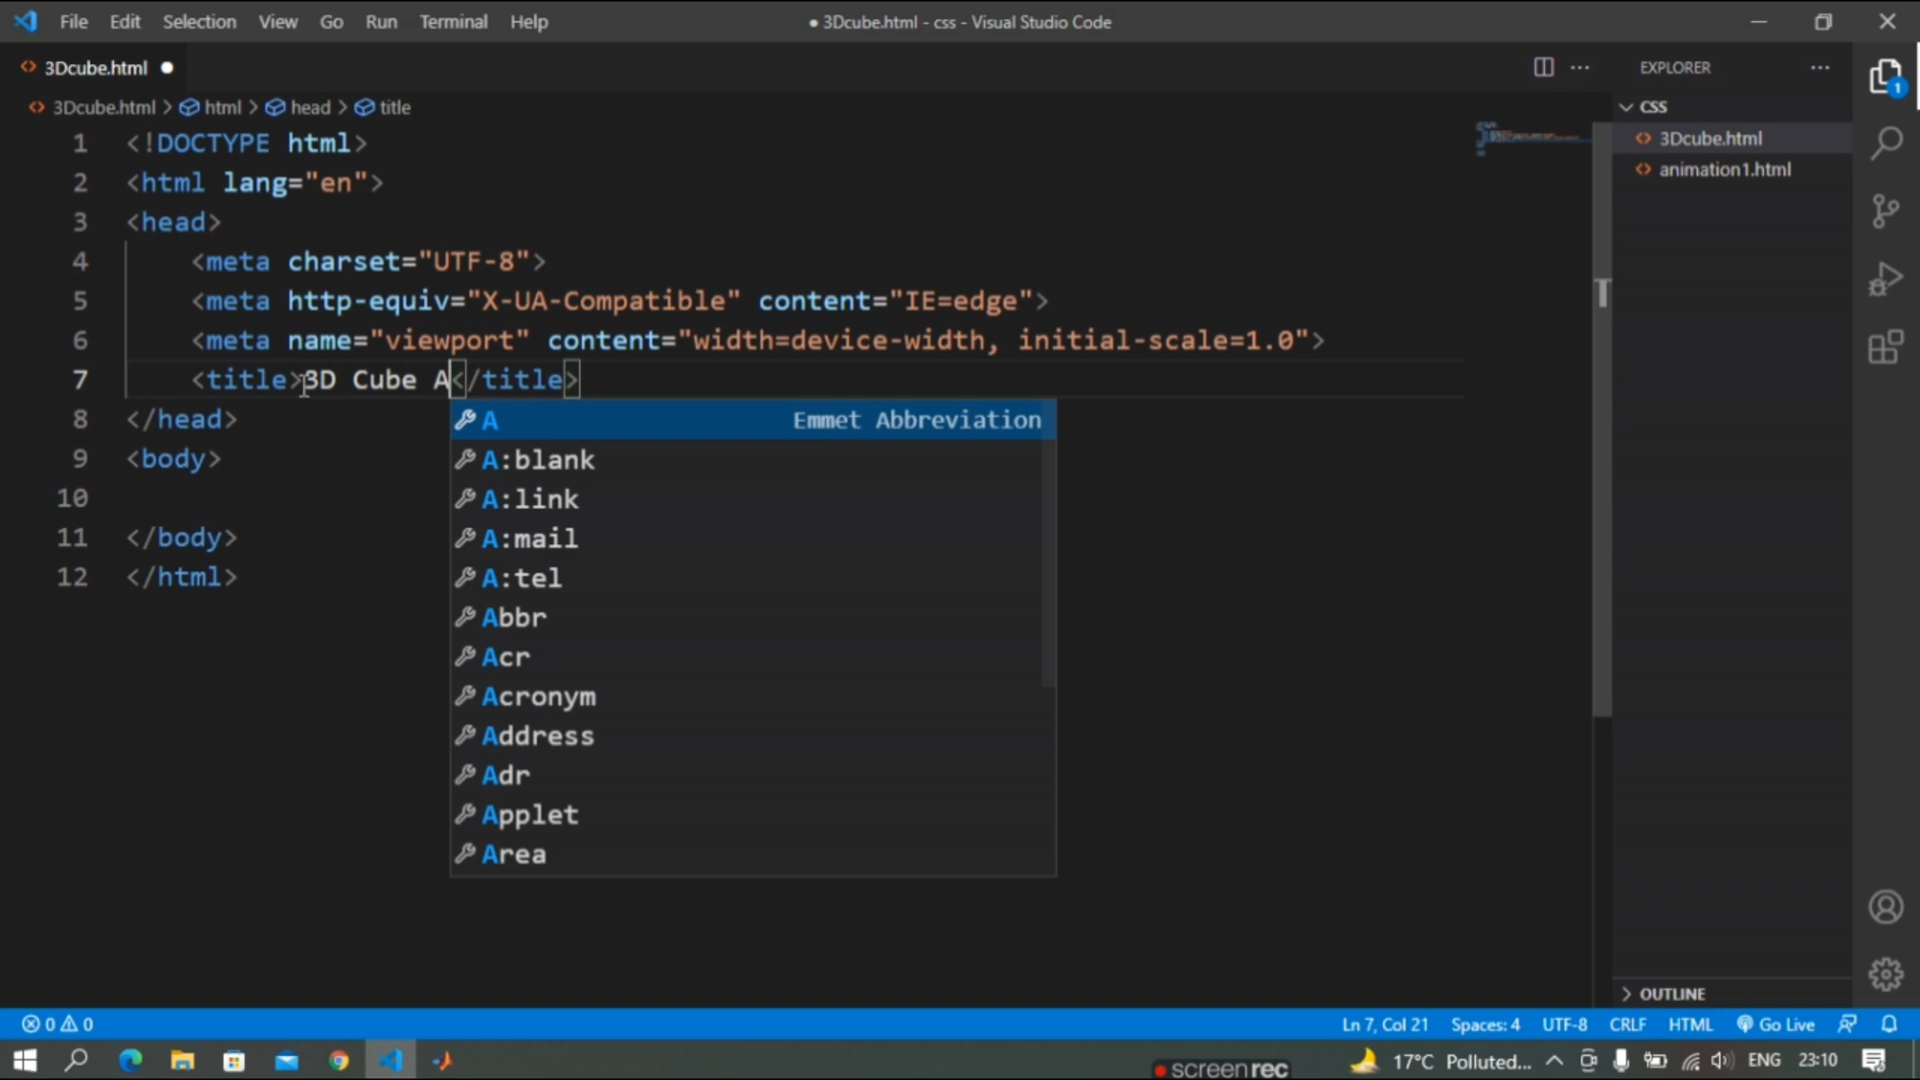 File Edit Selection View Go Run Terminal Help
● 3Dcube.html - css - Visual Studio Code
3Dcube.html ●
EXPLORER
3Dcube.html > html > head > title
CSS
3Dcube.html
animation1.html
1
1 <!DOCTYPE html>
2 <html lang="en">
3 <head>
4 <meta charset="UTF-8">
5 <meta http-equiv="X-UA-Compatible" content="IE=edge">
6 <meta name="viewport" content="width=device-width, initial-scale=1.0">
7 <title>3D Cube A</title>
8 </head>
9 <body>
10
11 </body>
12 </html>
A Emmet Abbreviation
A:blank
A:link
A:mail
A:tel
Abbr
Acr
Acronym
Address
Adr
Applet
Area
OUTLINE
0 0 Ln 7, Col 21 Spaces: 4 UTF-8 CRLF HTML Go Live
screenrec 17°C Polluted... ENG 23:10